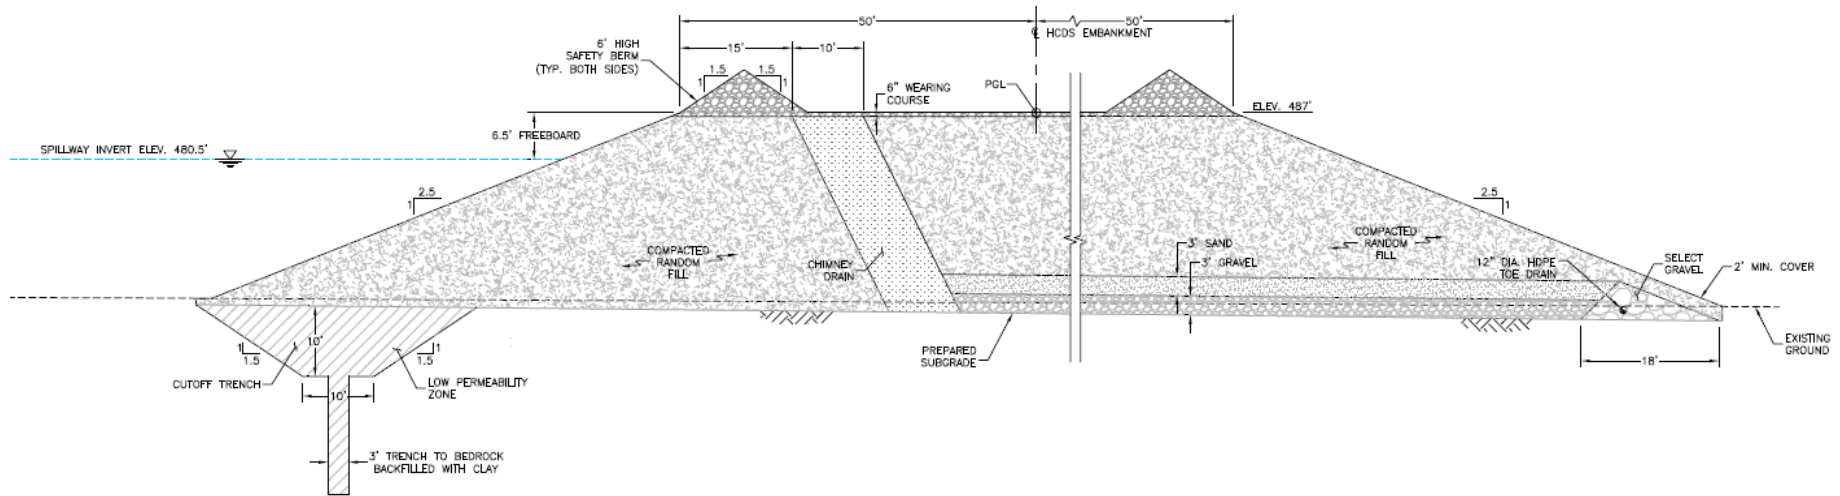 50'
50'
℄ HCDS EMBANKMENT
6' HIGH
SAFETY BERM
(TYP. BOTH SIDES)
15'
10'
1.5
1
1.5
1
6" WEARING
COURSE
PGL
ELEV. 487'
6.5' FREEBOARD
SPILLWAY INVERT ELEV. 480.5'
2.5
1
2.5
1
COMPACTED
RANDOM
FILL
CHIMNEY
DRAIN
3' SAND
3' GRAVEL
COMPACTED
RANDOM
FILL
12" DIA. HDPE
TOE DRAIN
SELECT
GRAVEL
2' MIN. COVER
10'
1
1.5
1
1.5
PREPARED
SUBGRADE
EXISTING
GROUND
18'
CUTOFF TRENCH
LOW PERMEABILITY
ZONE
10'
3' TRENCH TO BEDROCK
BACKFILLED WITH CLAY